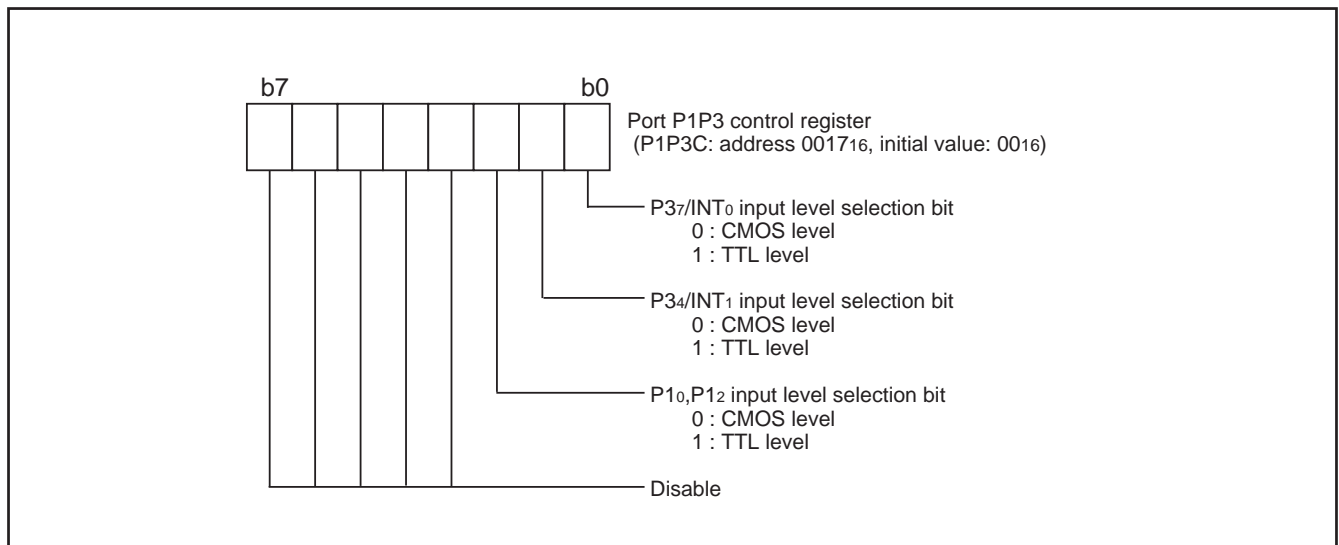 b7 b0
Port P1P3 control register
(P1P3C: address 001716, initial value: 0016)
P37/INT0 input level selection bit
0 : CMOS level
1 : TTL level
P34/INT1 input level selection bit
0 : CMOS level
1 : TTL level
P10,P12 input level selection bit
0 : CMOS level
1 : TTL level
Disable